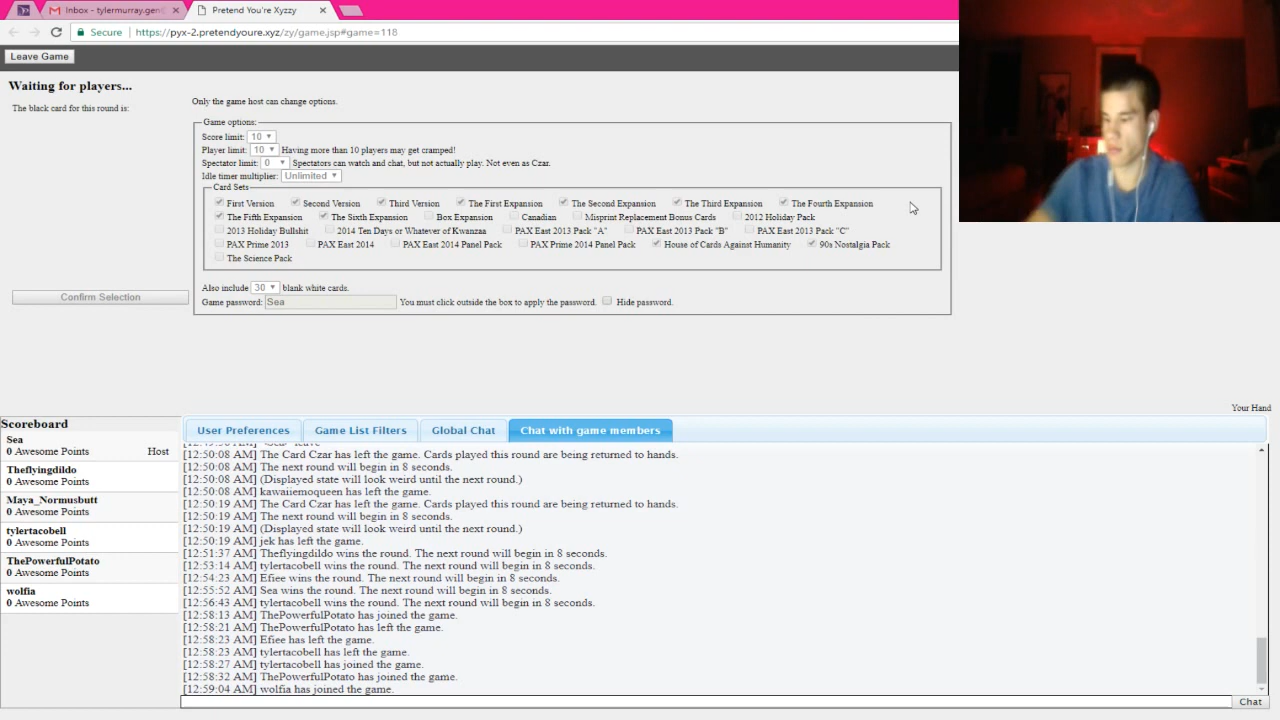 Inbox - tylermurray.gen
Pretend You're Xyzzy
Secure
https://pyx-2.pretendyoure.xyz/zy/game.jsp#game=118
Leave Game
Waiting for players...
The black card for this round is:
Only the game host can change options.
Game options:
Score limit: 10
Player limit: 10 Having more than 10 players may get cramped!
Spectator limit: 0 Spectators can watch and chat, but not actually play. Not even as Czar.
Idle timer multiplier: Unlimited
Card Sets
First Version Second Version Third Version The First Expansion The Second Expansion The Third Expansion The Fourth Expansion
The Fifth Expansion The Sixth Expansion Box Expansion Canadian Misprint Replacement Bonus Cards 2012 Holiday Pack
2013 Holiday Bullshit 2014 Ten Days or Whatever of Kwanzaa PAX East 2013 Pack "A" PAX East 2013 Pack "B" PAX East 2013 Pack "C"
PAX Prime 2013 PAX East 2014 PAX East 2014 Panel Pack PAX Prime 2014 Panel Pack House of Cards Against Humanity 90s Nostalgia Pack
The Science Pack
Also include 30 blank white cards.
Game password: Sea You must click outside the box to apply the password. Hide password.
Confirm Selection
Your Hand
Scoreboard
Sea
0 Awesome Points Host
Theflyingdildo
0 Awesome Points
Maya_Normusbutt
0 Awesome Points
tylertacobell
0 Awesome Points
ThePowerfulPotato
0 Awesome Points
wolfia
0 Awesome Points
User Preferences
Game List Filters
Global Chat
Chat with game members
[12:50:08 AM] The Card Czar has left the game. Cards played this round are being returned to hands.
[12:50:08 AM] The next round will begin in 8 seconds.
[12:50:08 AM] (Displayed state will look weird until the next round.)
[12:50:08 AM] kawaiiemoqueen has left the game.
[12:50:19 AM] The Card Czar has left the game. Cards played this round are being returned to hands.
[12:50:19 AM] The next round will begin in 8 seconds.
[12:50:19 AM] (Displayed state will look weird until the next round.)
[12:50:19 AM] jek has left the game.
[12:51:37 AM] Theflyingdildo wins the round. The next round will begin in 8 seconds.
[12:53:14 AM] tylertacobell wins the round. The next round will begin in 8 seconds.
[12:54:23 AM] Efiee wins the round. The next round will begin in 8 seconds.
[12:55:52 AM] Sea wins the round. The next round will begin in 8 seconds.
[12:56:43 AM] tylertacobell wins the round. The next round will begin in 8 seconds.
[12:58:13 AM] ThePowerfulPotato has joined the game.
[12:58:21 AM] ThePowerfulPotato has left the game.
[12:58:23 AM] Efiee has left the game.
[12:58:23 AM] tylertacobell has left the game.
[12:58:27 AM] tylertacobell has joined the game.
[12:58:32 AM] ThePowerfulPotato has joined the game.
[12:59:04 AM] wolfia has joined the game.
Chat